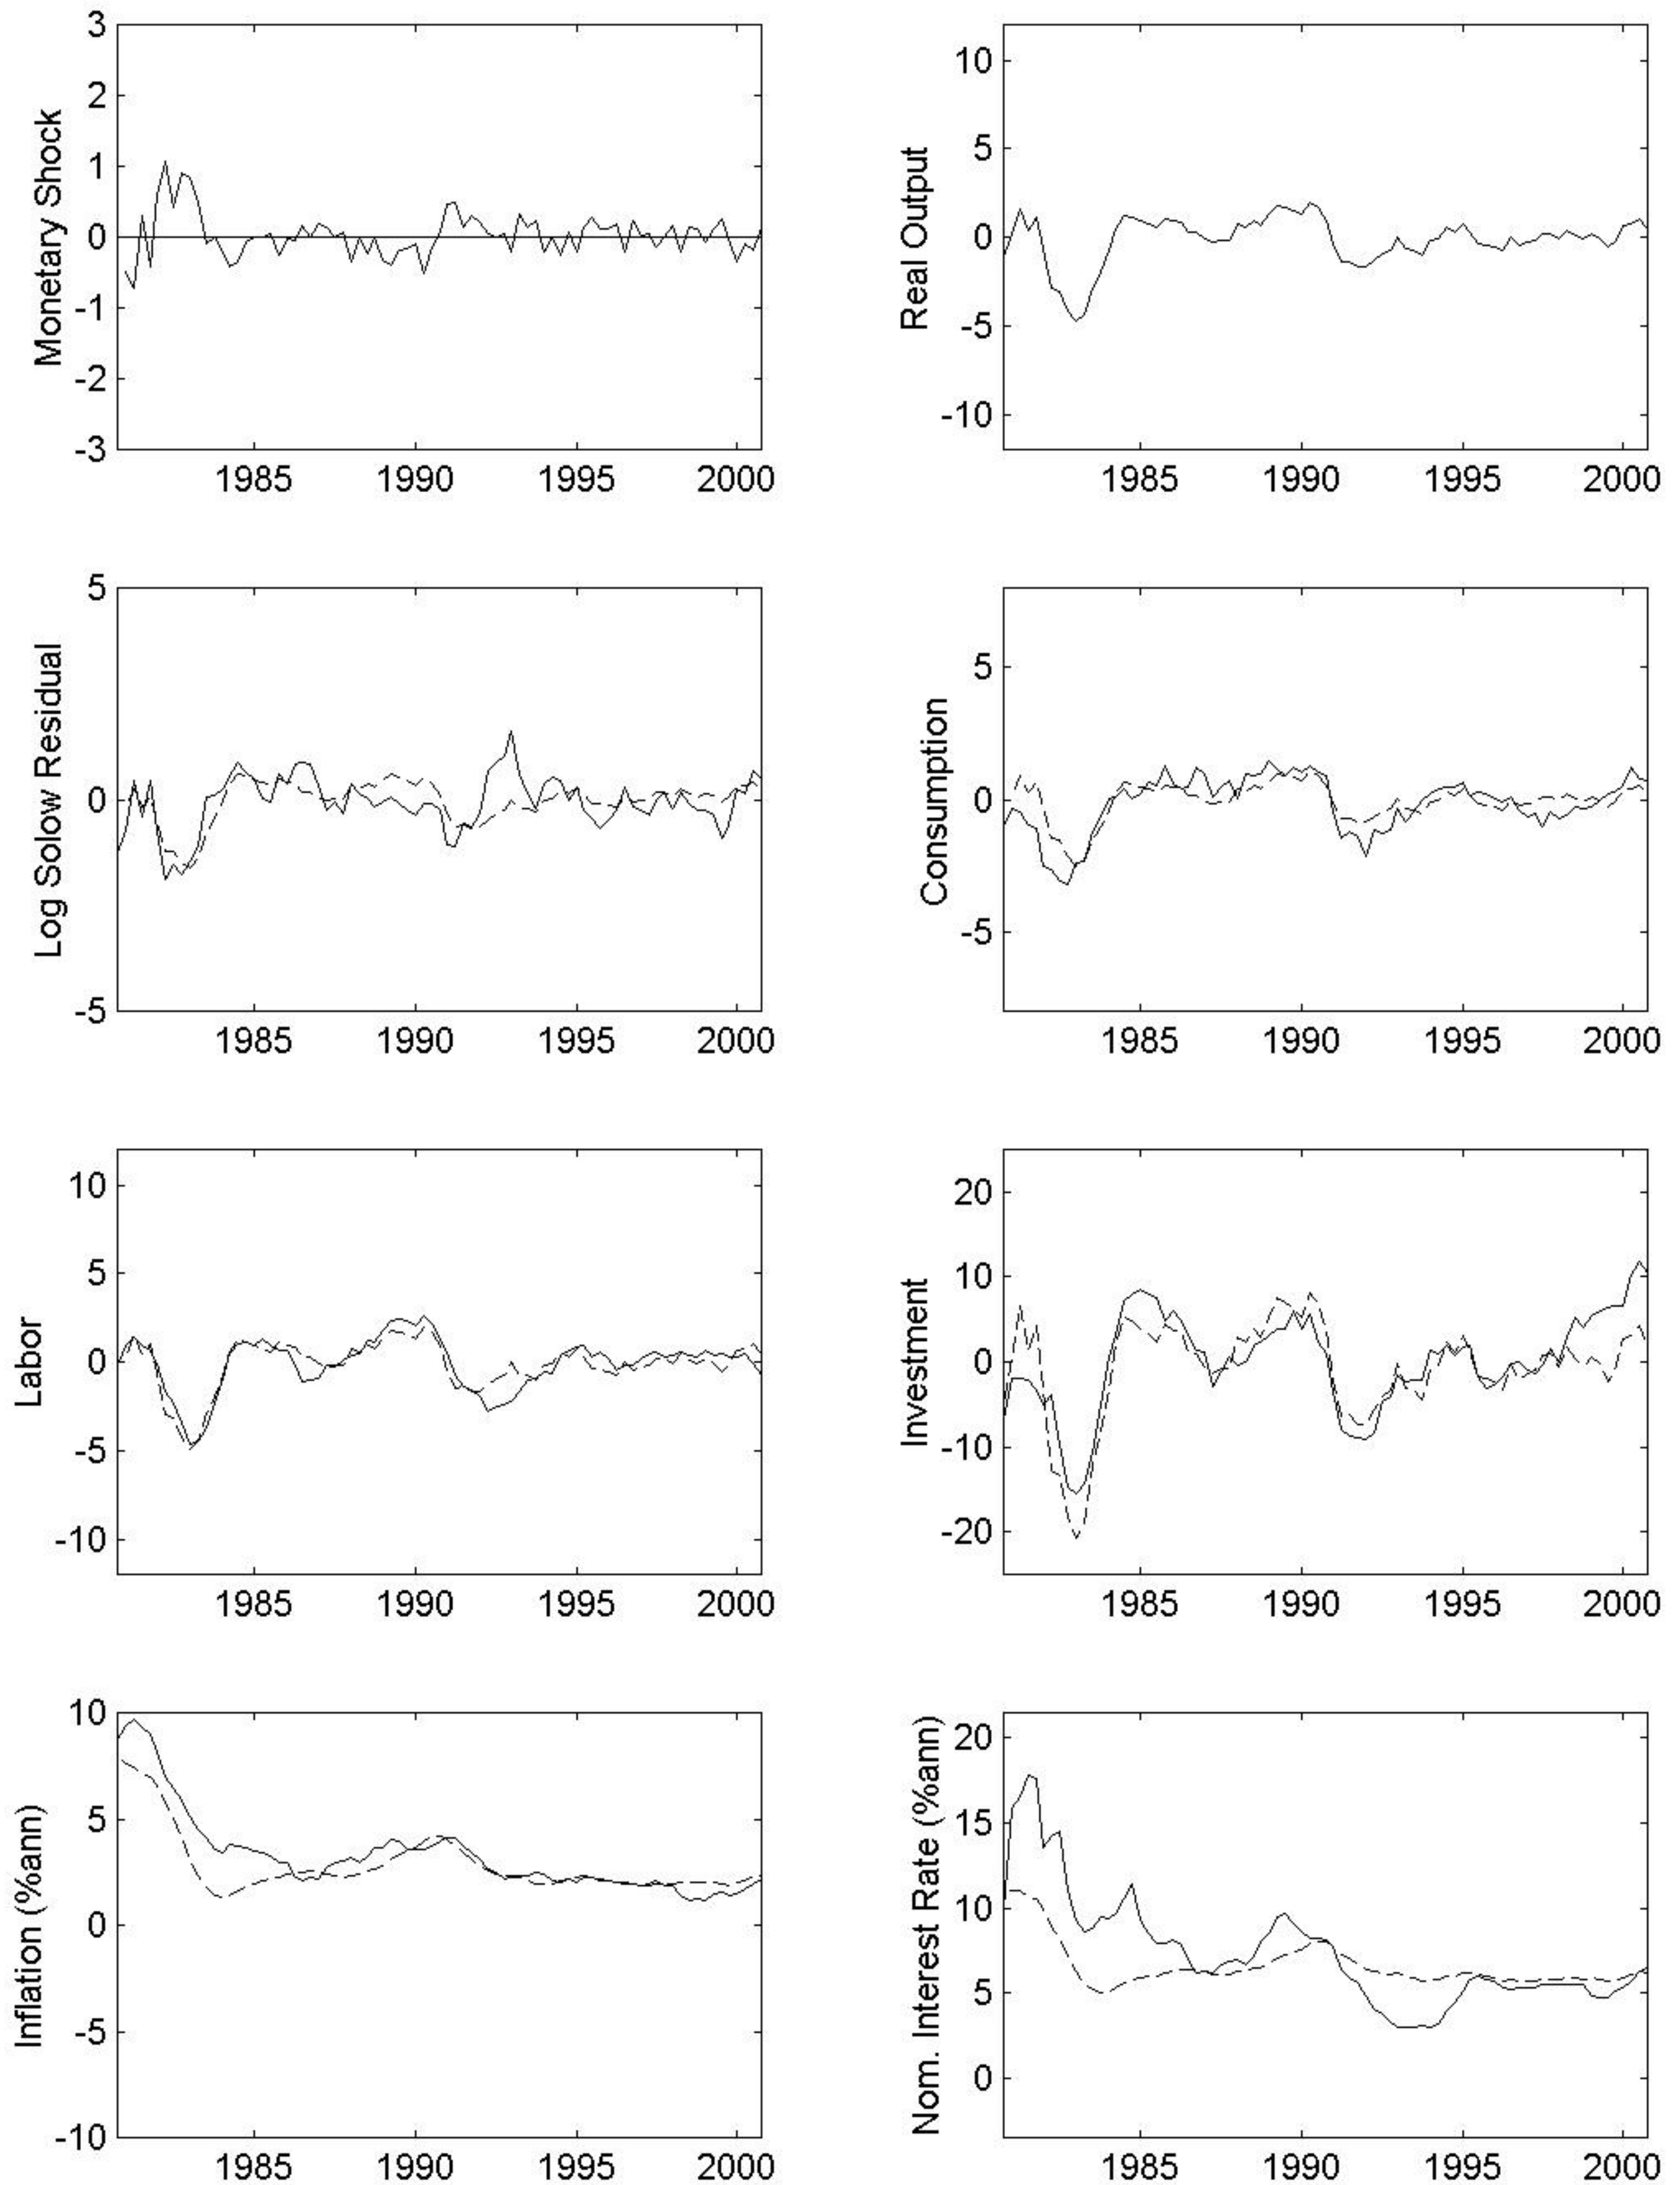 Monetary Shock
3
2
1
0
-1
-2
-3
1985 1990 1995 2000
Real Output
10
5
0
-5
-10
1985 1990 1995 2000
Log Solow Residual
5
0
-5
1985 1990 1995 2000
Consumption
5
0
-5
1985 1990 1995 2000
Labor
10
5
0
-5
-10
1985 1990 1995 2000
Investment
20
10
0
-10
-20
1985 1990 1995 2000
Inflation (%ann)
10
5
0
-5
-10
1985 1990 1995 2000
Nom. Interest Rate (%ann)
20
15
10
5
0
1985 1990 1995 2000